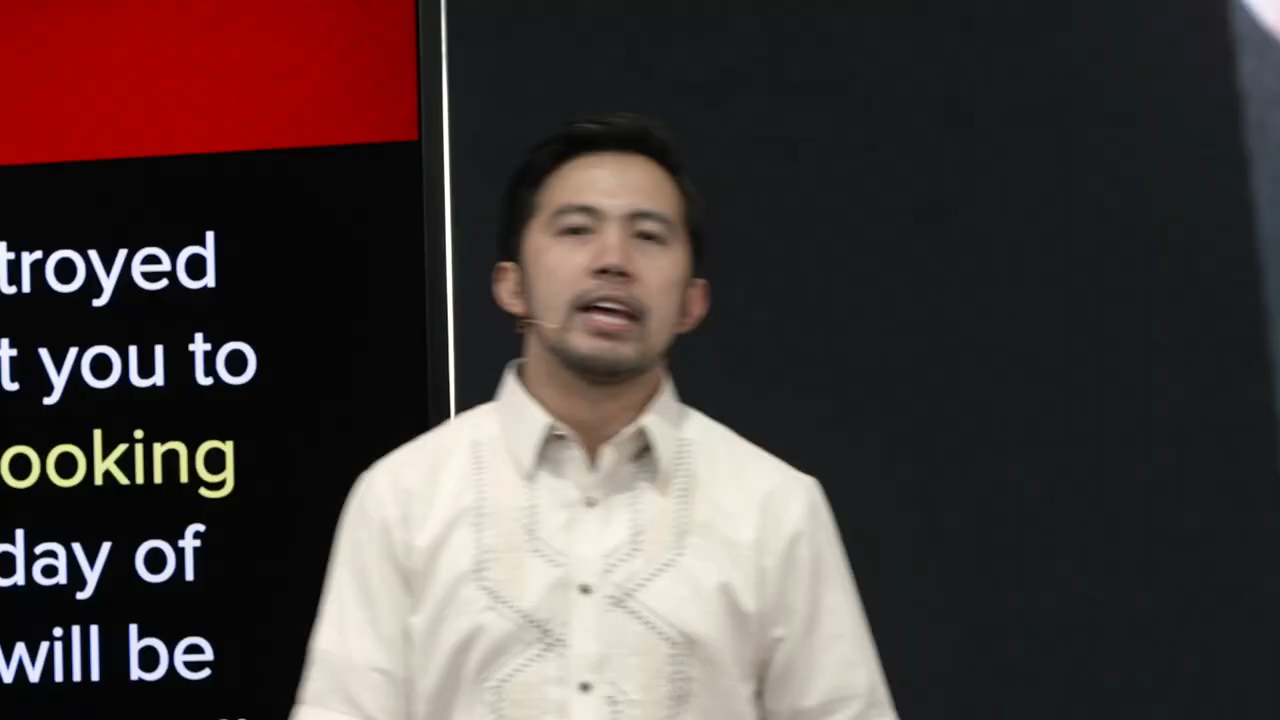 troyed
t you to
ooking
day of
will be